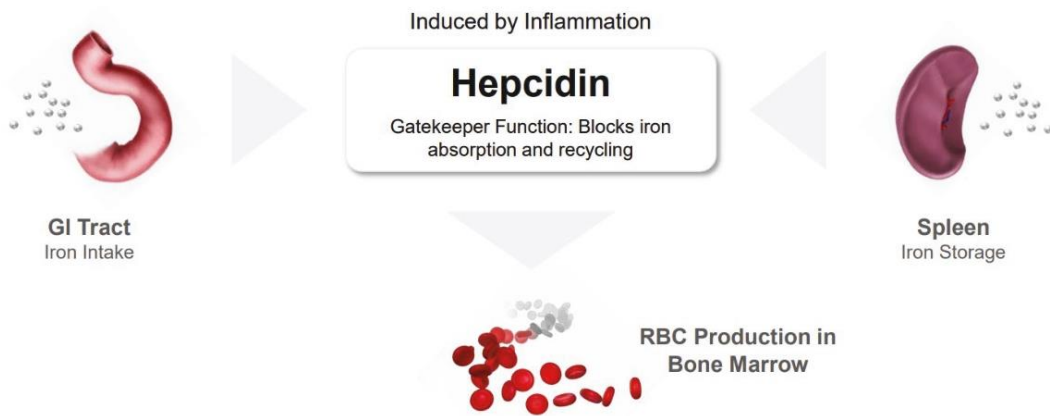 Induced by Inflammation
Hepcidin
Gatekeeper Function: Blocks iron
absorption and recycling
GI Tract
Iron Intake
Spleen
Iron Storage
RBC Production in
Bone Marrow